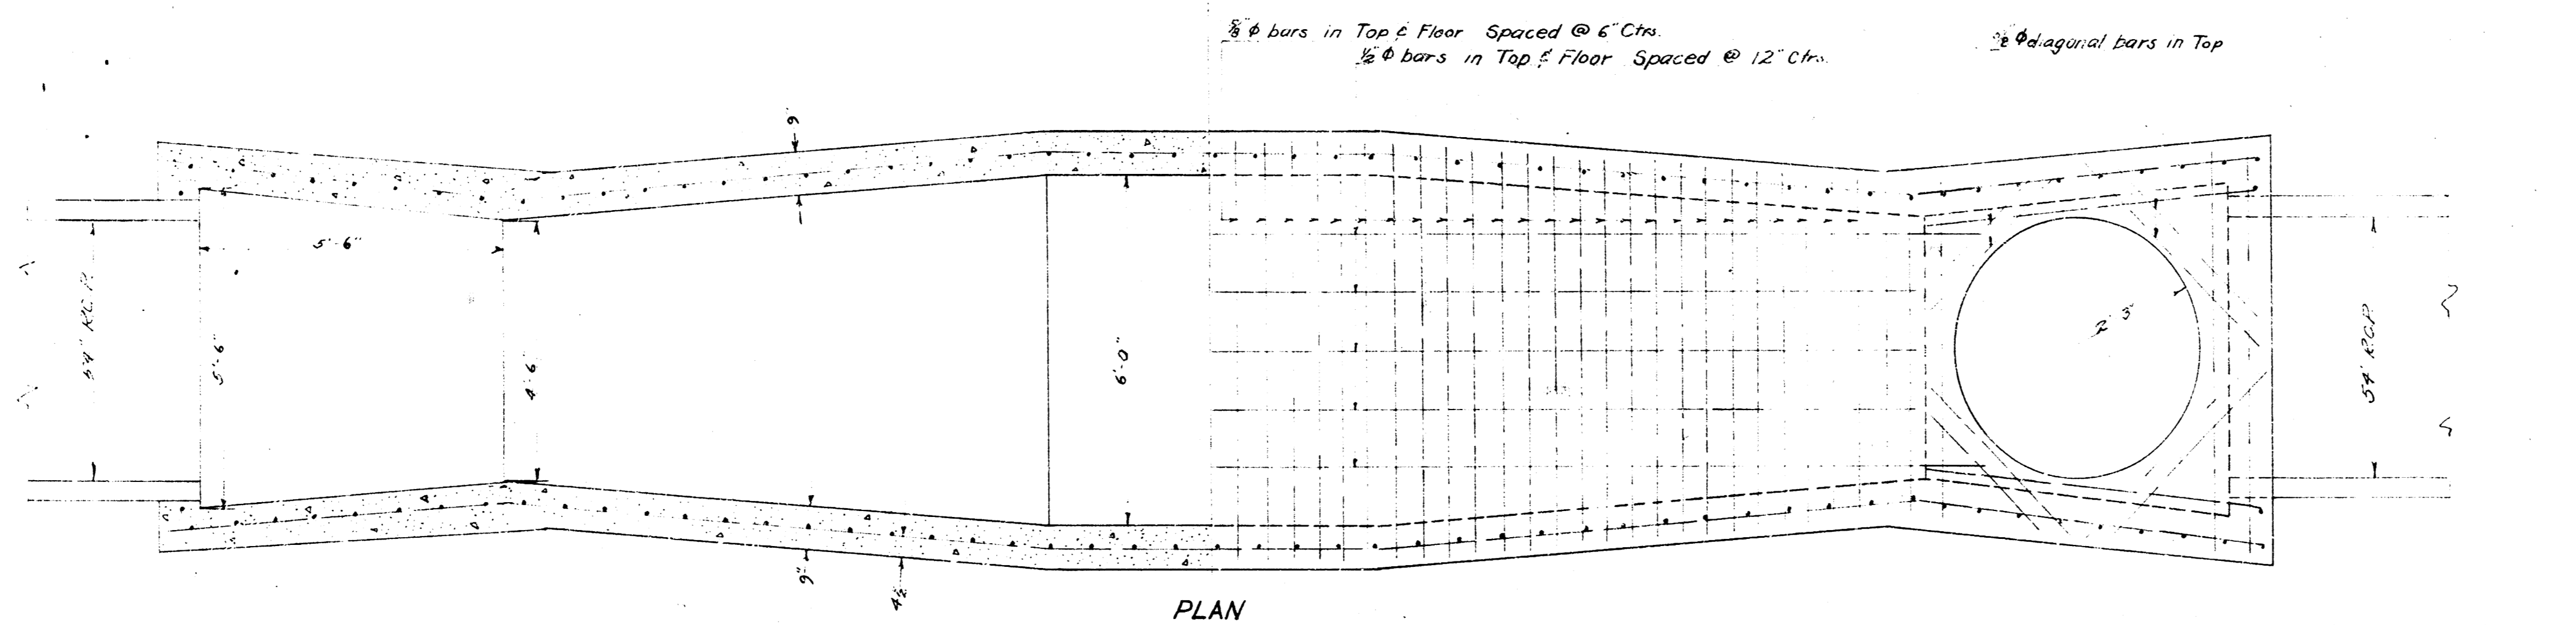 5/8" ϕ bars in Top & Floor Spaced @ 6" Ctrs.
1/2" ϕ bars in Top & Floor Spaced @ 12" Ctrs.
ϕ diagonal bars in Top
9"
5'-6"
54" R.C.P.
5'-6"
4'-6"
6'-0"
2' 3"
54" RCP
9"
4½
PLAN